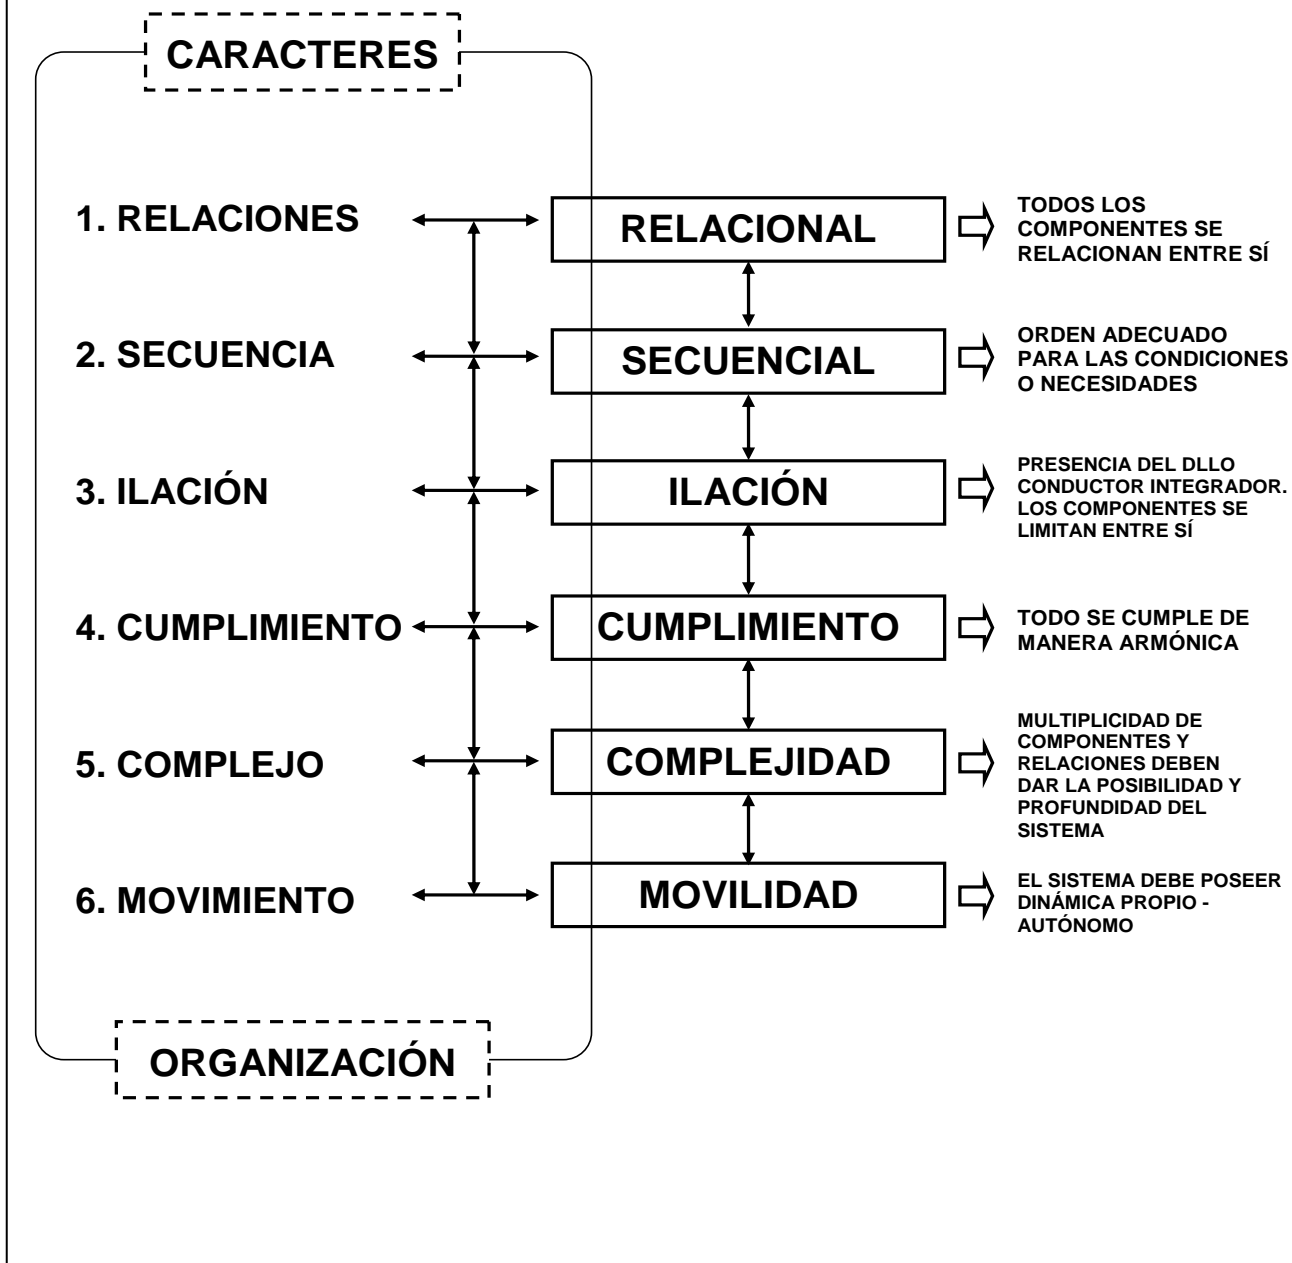 CARACTERES
1. RELACIONES
RELACIONAL
TODOS LOS
COMPONENTES SE
RELACIONAN ENTRE SÍ
2. SECUENCIA
SECUENCIAL
ORDEN ADECUADO
PARA LAS CONDICIONES
O NECESIDADES
3. ILACIÓN
ILACIÓN
PRESENCIA DEL DLLO
CONDUCTOR INTEGRADOR.
LOS COMPONENTES SE
LIMITAN ENTRE SÍ
4. CUMPLIMIENTO
CUMPLIMIENTO
TODO SE CUMPLE DE
MANERA ARMÓNICA
5. COMPLEJO
COMPLEJIDAD
MULTIPLICIDAD DE
COMPONENTES Y
RELACIONES DEBEN
DAR LA POSIBILIDAD Y
PROFUNDIDAD DEL
SISTEMA
6. MOVIMIENTO
MOVILIDAD
EL SISTEMA DEBE POSEER
DINÁMICA PROPIO -
AUTÓNOMO
ORGANIZACIÓN